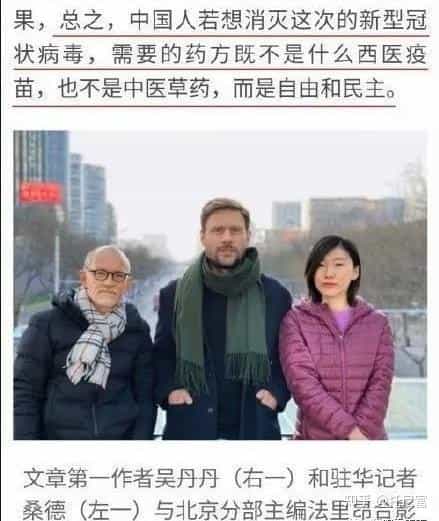 果，总之，中国人若想消灭这次的新型冠
状病毒，需要的药方既不是什么西医疫
苗，也不是中医草药，而是自由和民主。
文章第一作者吴丹丹（右一）和驻华记者
桑德（左一）与北京分部主编法里昂合影